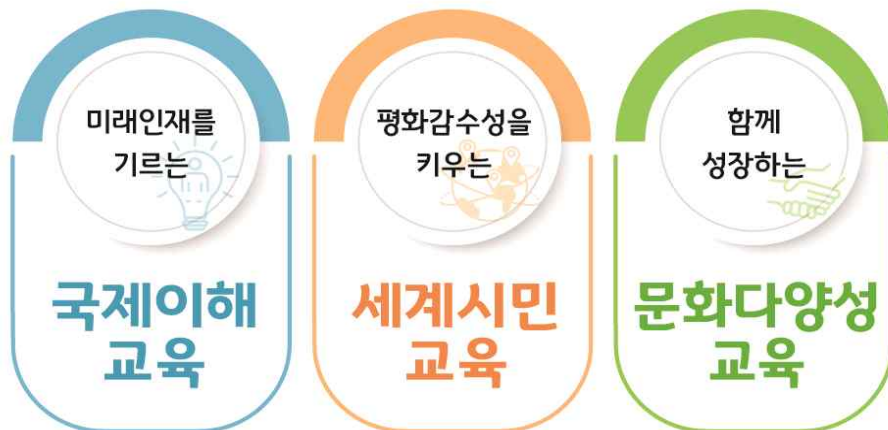 미래인재를
기르는
국제이해
교육
평화감수성을
키우는
세계시민
교육
함께
성장하는
문화다양성
교육